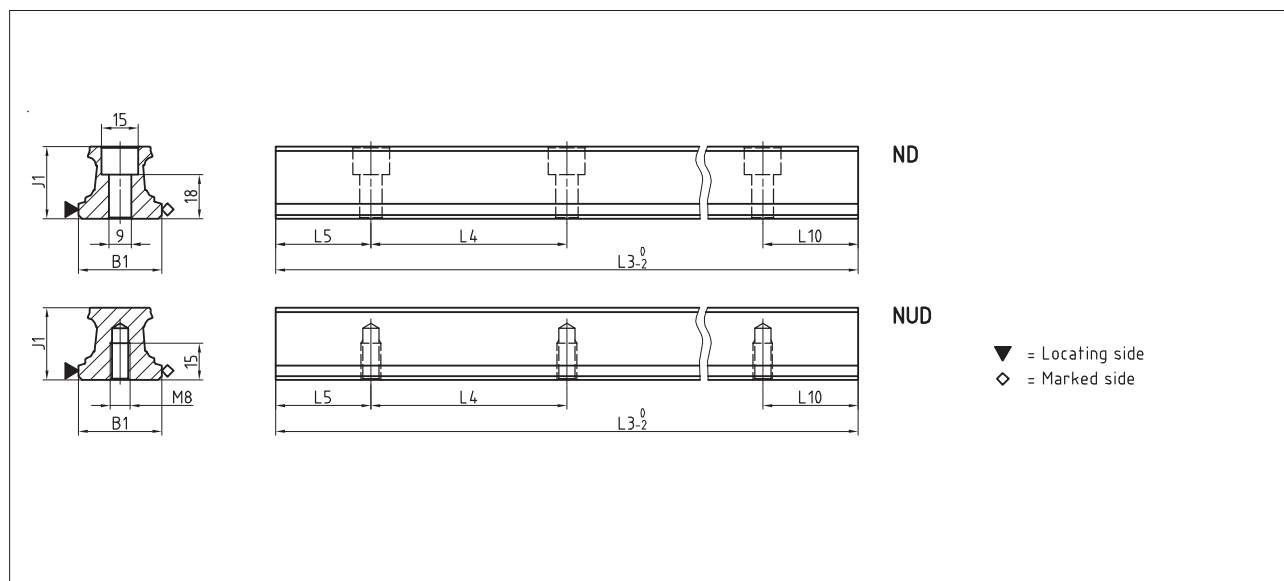 15
ND
J1
18
9
L5
L4
L10
B1
L3-2 0
NUD
J1
15
= Locating side
= Marked side
M8
L5
L4
L10
B1
L3-2 0